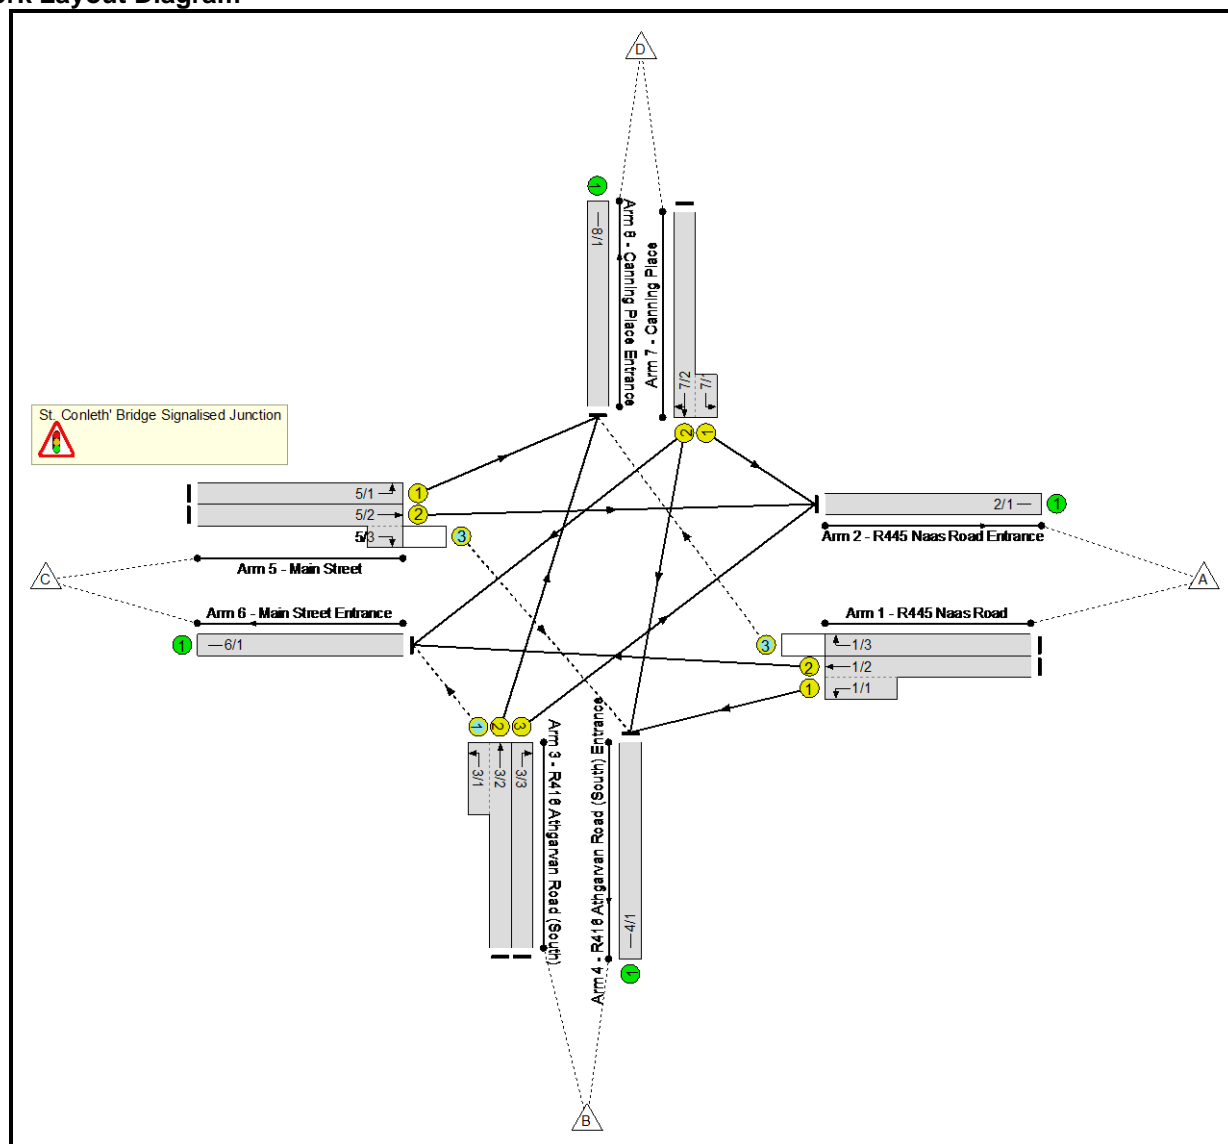 ork Layout Diagram
D
1
8/1
Arm 8 - Canning Place Entrance
Arm 7 - Canning Place
7/2
7/
2
1
St. Conleth' Bridge Signalised Junction
5/1
1
5/2
2
5/3
3
Arm 5 - Main Street
C
2/1
1
Arm 2 - R445 Naas Road Entrance
A
Arm 6 - Main Street Entrance
1
6/1
Arm 1 - R445 Naas Road
3
1/3
2
1/2
1
1/1
1
2
3
3/1
3/2
3/3
Arm 3 - R416 Athgarvan Road (South)
Arm 4 - R416 Athgarvan Road (South) Entrance
4/1
1
B